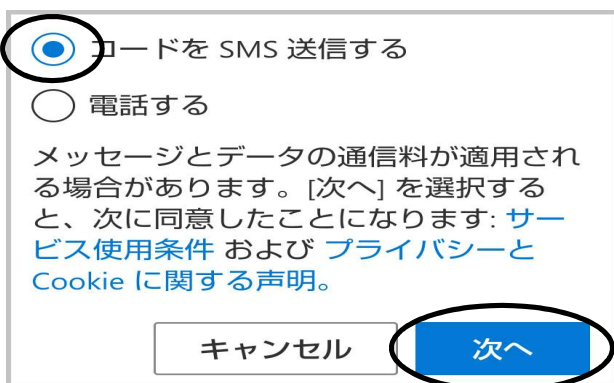 コードを SMS 送信する
電話する
メッセージとデータの通信料が適用され
る場合があります。[次へ] を選択する
と、次に同意したことになります: サー
ビス使用条件 および プライバシーと
Cookie に関する声明。
キャンセル 次へ